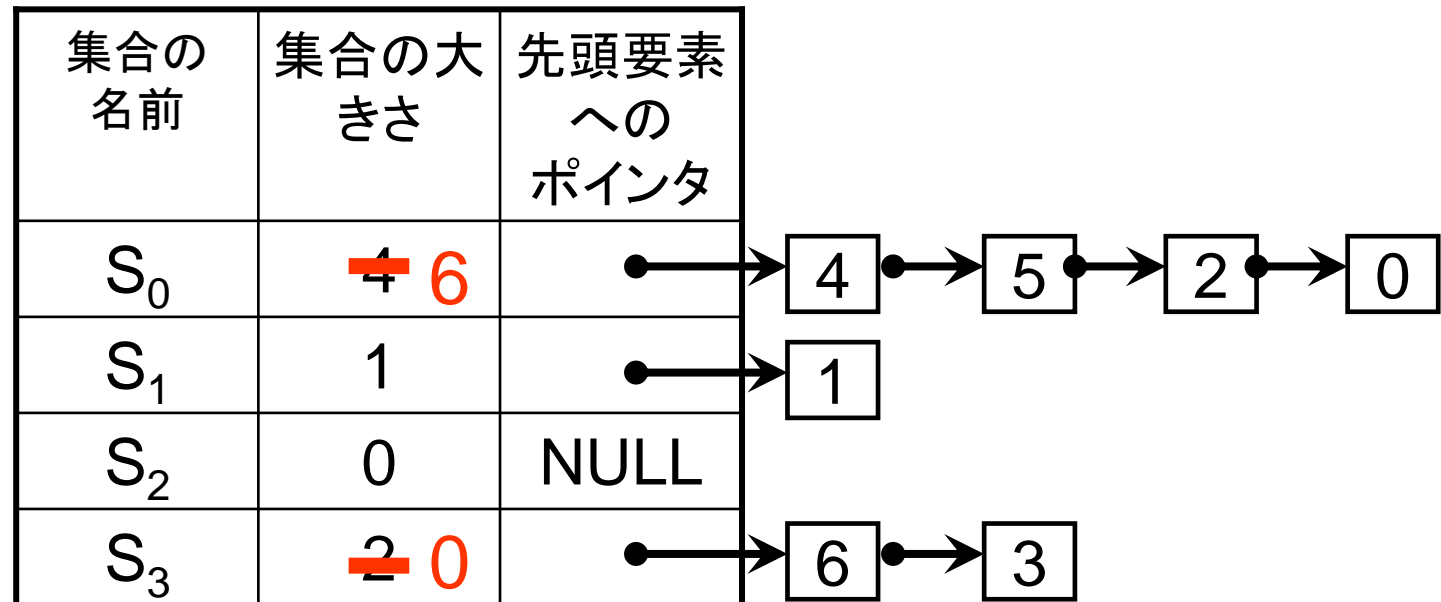 集合の
名前
集合の大
きさ
先頭要素
への
ポインタ
S0 4 6 4 5 2 0
S1 1 1
S2 0 NULL
S3 2 0 6 3